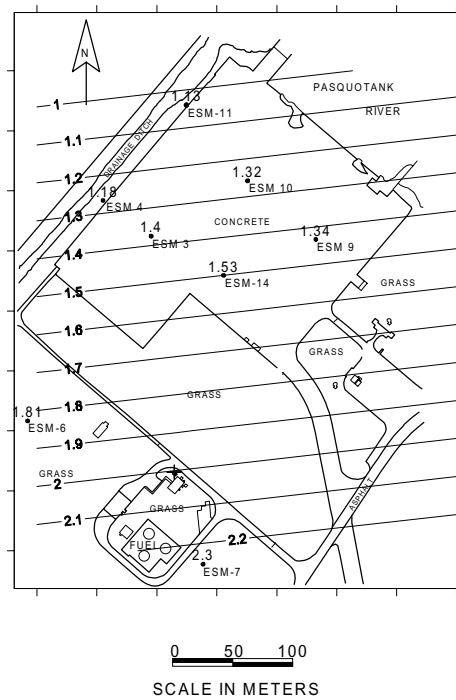 N
PASQUOTANK
RIVER
1
1.13
ESM-11
1.1
DRAINAGE DITCH
1.2
1.32
ESM 10
1.18
ESM 4
1.3
CONCRETE
1.4
ESM 3
1.34
ESM 9
1.4
1.53
ESM-14
GRASS
1.5
1.6
GRASS
1.7
GRASS
1.8
1.81
ESM-6
1.9
GRASS
2
ASPHALT
GRASS
2.1
2.2
FUEL
2.3
ESM-7
0 50 100
SCALE IN METERS